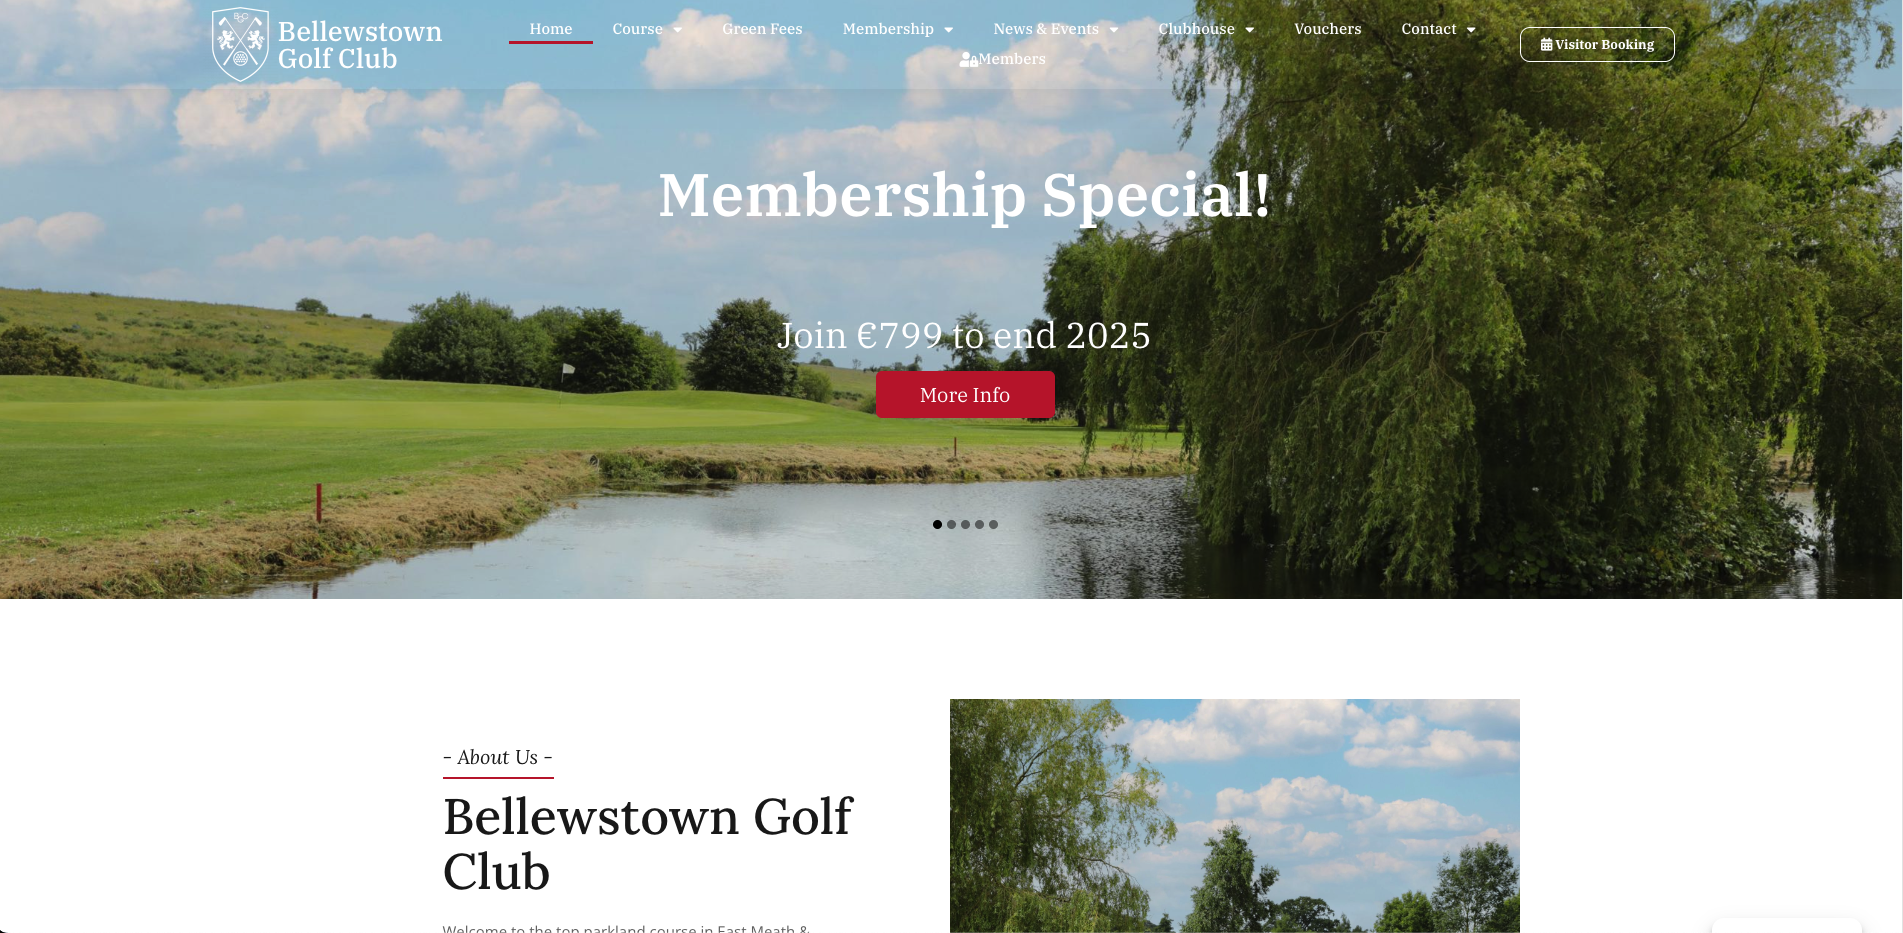 Bellewstown
Golf Club
Home
Course
Green Fees
Membership
News & Events
Clubhouse
Vouchers
Contact
Members
Visitor Booking
Membership Special!
Join €799 to end 2025
More Info
- About Us -
Bellewstown Golf
Club
Welcome to the top parkland course in East Meath &